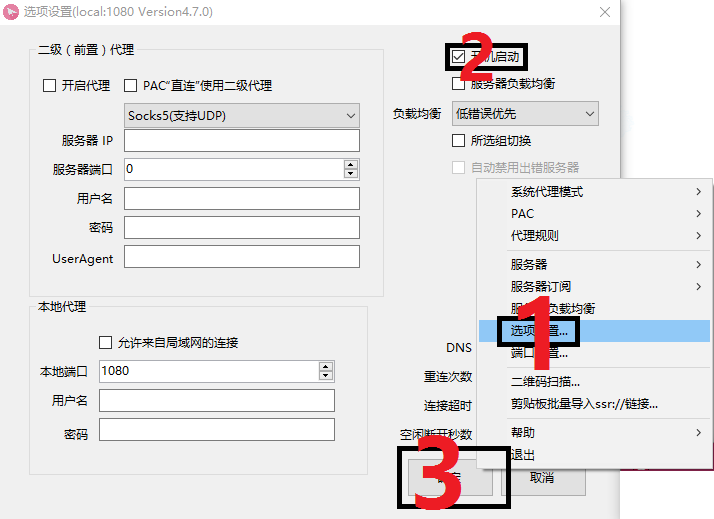 选项设置(local:1080 Version4.7.0)
二级（前置）代理
开启代理
PAC"直连"使用二级代理
Socks5(支持UDP)
服务器 IP
服务器端口
0
用户名
密码
UserAgent
本地代理
允许来自局域网的连接
本地端口
1080
用户名
密码
2
启动
服务器负载均衡
负载均衡
低错误优先
所选组切换
自动禁用出错服务器
DNS
重连次数
连接超时
空闲断开秒数
3
取消
系统代理模式
PAC
代理规则
服务器
服务器订阅
负载均衡
1
选项设置...
端口设置...
二维码扫描...
剪贴板批量导入ssr://链接...
帮助
退出